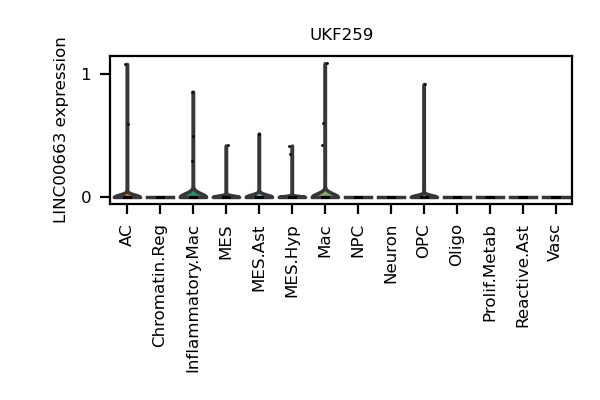 UKF259
LINC00663 expression
1
0
AC
Chromatin.Reg
Inflammatory.Mac
MES
MES.Ast
MES.Hyp
Mac
NPC
Neuron
OPC
Oligo
Prolif.Metab
Reactive.Ast
Vasc